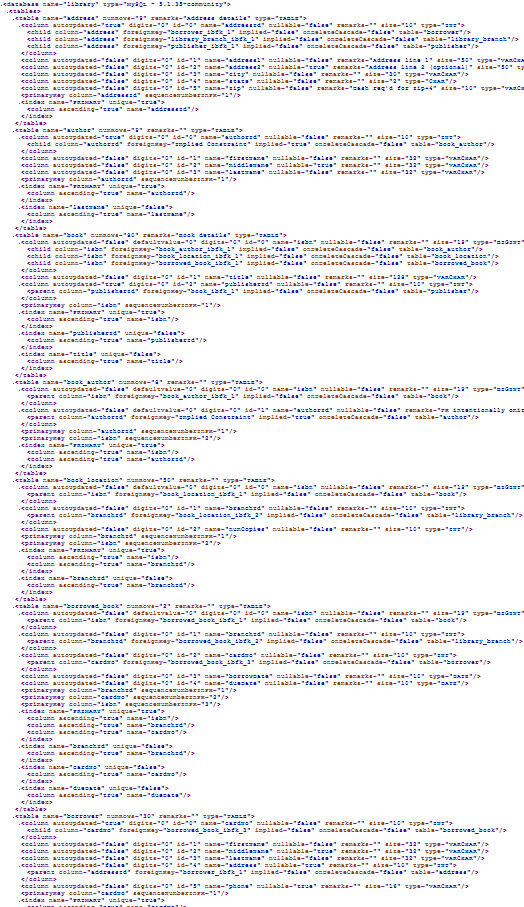 <database name="library" type="MySQL - 5.1.35-community">
<tables>
<table name="address" numRows="8" remarks="Address details" type="TABLE">
<column autoUpdated="true" digits="0" id="0" name="addressId" nullable="false" remarks="" size="10" type="INT">
<child column="address" foreignKey="borrower_ibfk_1" implied="false" onDeleteCascade="false" table="borrower"/>
<child column="address" foreignKey="library_branch_ibfk_1" implied="false" onDeleteCascade="false" table="library_branch"/>
<child column="address" foreignKey="publisher_ibfk_1" implied="false" onDeleteCascade="false" table="publisher"/>
</column>
<column autoUpdated="false" digits="0" id="1" name="address1" nullable="false" remarks="Address line 1" size="50" type="VARCHAR
<column autoUpdated="false" digits="0" id="2" name="address2" nullable="true" remarks="Address line 2 (optional)" size="50" ty
<column autoUpdated="false" digits="0" id="3" name="city" nullable="false" remarks="" size="30" type="VARCHAR"/>
<column autoUpdated="false" digits="0" id="4" name="state" nullable="false" remarks="" size="2" type="CHAR"/>
<column autoUpdated="false" digits="0" id="5" name="zip" nullable="false" remarks="Dash req'd for zip+4" size="10" type="VARC
<primaryKey column="addressId" sequenceNumberInPK="1"/>
<index name="PRIMARY" unique="true">
<column ascending="true" name="addressId"/>
</index>
</table>
<table name="author" numRows="8" remarks="" type="TABLE">
<column autoUpdated="true" digits="0" id="0" name="authorId" nullable="false" remarks="" size="10" type="INT">
<child column="authorId" foreignKey="Implied Constraint" implied="true" onDeleteCascade="false" table="book_author"/>
</column>
<column autoUpdated="false" digits="0" id="1" name="firstName" nullable="false" remarks="" size="32" type="VARCHAR"/>
<column autoUpdated="false" digits="0" id="2" name="middleName" nullable="true" remarks="" size="32" type="VARCHAR"/>
<column autoUpdated="false" digits="0" id="3" name="lastName" nullable="false" remarks="" size="32" type="VARCHAR"/>
<primaryKey column="authorId" sequenceNumberInPK="1"/>
<index name="PRIMARY" unique="true">
<column ascending="true" name="authorId"/>
</index>
<index name="lastName" unique="false">
<column ascending="true" name="lastName"/>
</index>
</table>
<table name="book" numRows="80" remarks="Book details" type="TABLE">
<column autoUpdated="false" defaultValue="0" digits="0" id="0" name="isbn" nullable="false" remarks="" size="19" type="BIGINT
<child column="isbn" foreignKey="book_author_ibfk_1" implied="false" onDeleteCascade="false" table="book_author"/>
<child column="isbn" foreignKey="book_location_ibfk_1" implied="false" onDeleteCascade="false" table="book_location"/>
<child column="isbn" foreignKey="borrowed_book_ibfk_1" implied="false" onDeleteCascade="false" table="borrowed_book"/>
</column>
<column autoUpdated="false" digits="0" id="1" name="title" nullable="false" remarks="" size="128" type="VARCHAR"/>
<column autoUpdated="true" digits="0" id="2" name="publisherId" nullable="false" remarks="" size="10" type="INT">
<parent column="publisherId" foreignKey="book_ibfk_1" implied="false" onDeleteCascade="false" table="publisher"/>
</column>
<primaryKey column="isbn" sequenceNumberInPK="1"/>
<index name="PRIMARY" unique="true">
<column ascending="true" name="isbn"/>
</index>
<index name="publisherId" unique="false">
<column ascending="true" name="publisherId"/>
</index>
<index name="title" unique="false">
<column ascending="true" name="title"/>
</index>
</table>
<table name="book_author" numRows="8" remarks="" type="TABLE">
<column autoUpdated="false" defaultValue="0" digits="0" id="0" name="isbn" nullable="false" remarks="" size="19" type="BIGINT
<parent column="isbn" foreignKey="book_author_ibfk_1" implied="false" onDeleteCascade="false" table="book"/>
</column>
<column autoUpdated="false" defaultValue="0" digits="0" id="1" name="authorId" nullable="false" remarks="FK intentionally omit
<parent column="authorId" foreignKey="Implied Constraint" implied="true" onDeleteCascade="false" table="author"/>
</column>
<primaryKey column="authorId" sequenceNumberInPK="1"/>
<primaryKey column="isbn" sequenceNumberInPK="2"/>
<index name="PRIMARY" unique="true">
<column ascending="true" name="isbn"/>
<column ascending="true" name="authorId"/>
</index>
</table>
<table name="book_location" numRows="50" remarks="" type="TABLE">
<column autoUpdated="false" defaultValue="0" digits="0" id="0" name="isbn" nullable="false" remarks="" size="19" type="BIGINT
<parent column="isbn" foreignKey="book_location_ibfk_1" implied="false" onDeleteCascade="false" table="book"/>
</column>
<column autoUpdated="false" digits="0" id="1" name="branchId" nullable="false" remarks="" size="10" type="INT">
<parent column="branchId" foreignKey="book_location_ibfk_2" implied="false" onDeleteCascade="false" table="library_branch"/>
</column>
<column autoUpdated="false" digits="0" id="2" name="numCopies" nullable="false" remarks="" size="10" type="INT"/>
<primaryKey column="branchId" sequenceNumberInPK="1"/>
<primaryKey column="isbn" sequenceNumberInPK="2"/>
<index name="PRIMARY" unique="true">
<column ascending="true" name="isbn"/>
<column ascending="true" name="branchId"/>
</index>
<index name="branchId" unique="false">
<column ascending="true" name="branchId"/>
</index>
</table>
<table name="borrowed_book" numRows="2" remarks="" type="TABLE">
<column autoUpdated="false" defaultValue="0" digits="0" id="0" name="isbn" nullable="false" remarks="" size="19" type="BIGINT
<parent column="isbn" foreignKey="borrowed_book_ibfk_1" implied="false" onDeleteCascade="false" table="book"/>
</column>
<column autoUpdated="false" digits="0" id="1" name="branchId" nullable="false" remarks="" size="10" type="INT">
<parent column="branchId" foreignKey="borrowed_book_ibfk_2" implied="false" onDeleteCascade="false" table="library_branch"/>
</column>
<column autoUpdated="false" digits="0" id="2" name="cardNo" nullable="false" remarks="" size="10" type="INT">
<parent column="cardNo" foreignKey="borrowed_book_ibfk_3" implied="false" onDeleteCascade="false" table="borrower"/>
</column>
<column autoUpdated="false" digits="0" id="3" name="borrowDate" nullable="false" remarks="" size="10" type="DATE"/>
<column autoUpdated="false" digits="0" id="4" name="dueDate" nullable="false" remarks="" size="10" type="DATE"/>
<primaryKey column="branchId" sequenceNumberInPK="1"/>
<primaryKey column="cardNo" sequenceNumberInPK="2"/>
<primaryKey column="isbn" sequenceNumberInPK="3"/>
<index name="PRIMARY" unique="true">
<column ascending="true" name="isbn"/>
<column ascending="true" name="branchId"/>
<column ascending="true" name="cardNo"/>
</index>
<index name="branchId" unique="false">
<column ascending="true" name="branchId"/>
</index>
<index name="cardNo" unique="false">
<column ascending="true" name="cardNo"/>
</index>
<index name="dueDate" unique="false">
<column ascending="true" name="dueDate"/>
</index>
</table>
<table name="borrower" numRows="30" remarks="" type="TABLE">
<column autoUpdated="true" digits="0" id="0" name="cardNo" nullable="false" remarks="" size="10" type="INT">
<child column="cardNo" foreignKey="borrowed_book_ibfk_3" implied="false" onDeleteCascade="false" table="borrowed_book"/>
</column>
<column autoUpdated="false" digits="0" id="1" name="firstName" nullable="false" remarks="" size="32" type="VARCHAR"/>
<column autoUpdated="false" digits="0" id="2" name="middleName" nullable="true" remarks="" size="32" type="VARCHAR"/>
<column autoUpdated="false" digits="0" id="3" name="lastName" nullable="false" remarks="" size="32" type="VARCHAR"/>
<column autoUpdated="false" digits="0" id="4" name="address" nullable="true" remarks="" size="10" type="INT">
<parent column="addressId" foreignKey="borrower_ibfk_1" implied="false" onDeleteCascade="false" table="address"/>
</column>
<column autoUpdated="false" digits="0" id="5" name="phone" nullable="true" remarks="" size="16" type="VARCHAR"/>
<primaryKey column="cardNo" sequenceNumberInPK="1"/>
<index name="PRIMARY" unique="true">